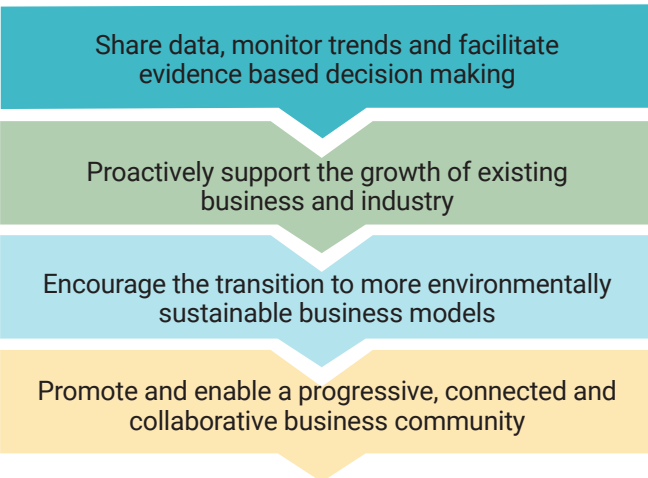 Share data, monitor trends and facilitate
evidence based decision making
Proactively support the growth of existing
business and industry
Encourage the transition to more environmentally
sustainable business models
Promote and enable a progressive, connected and
collaborative business community